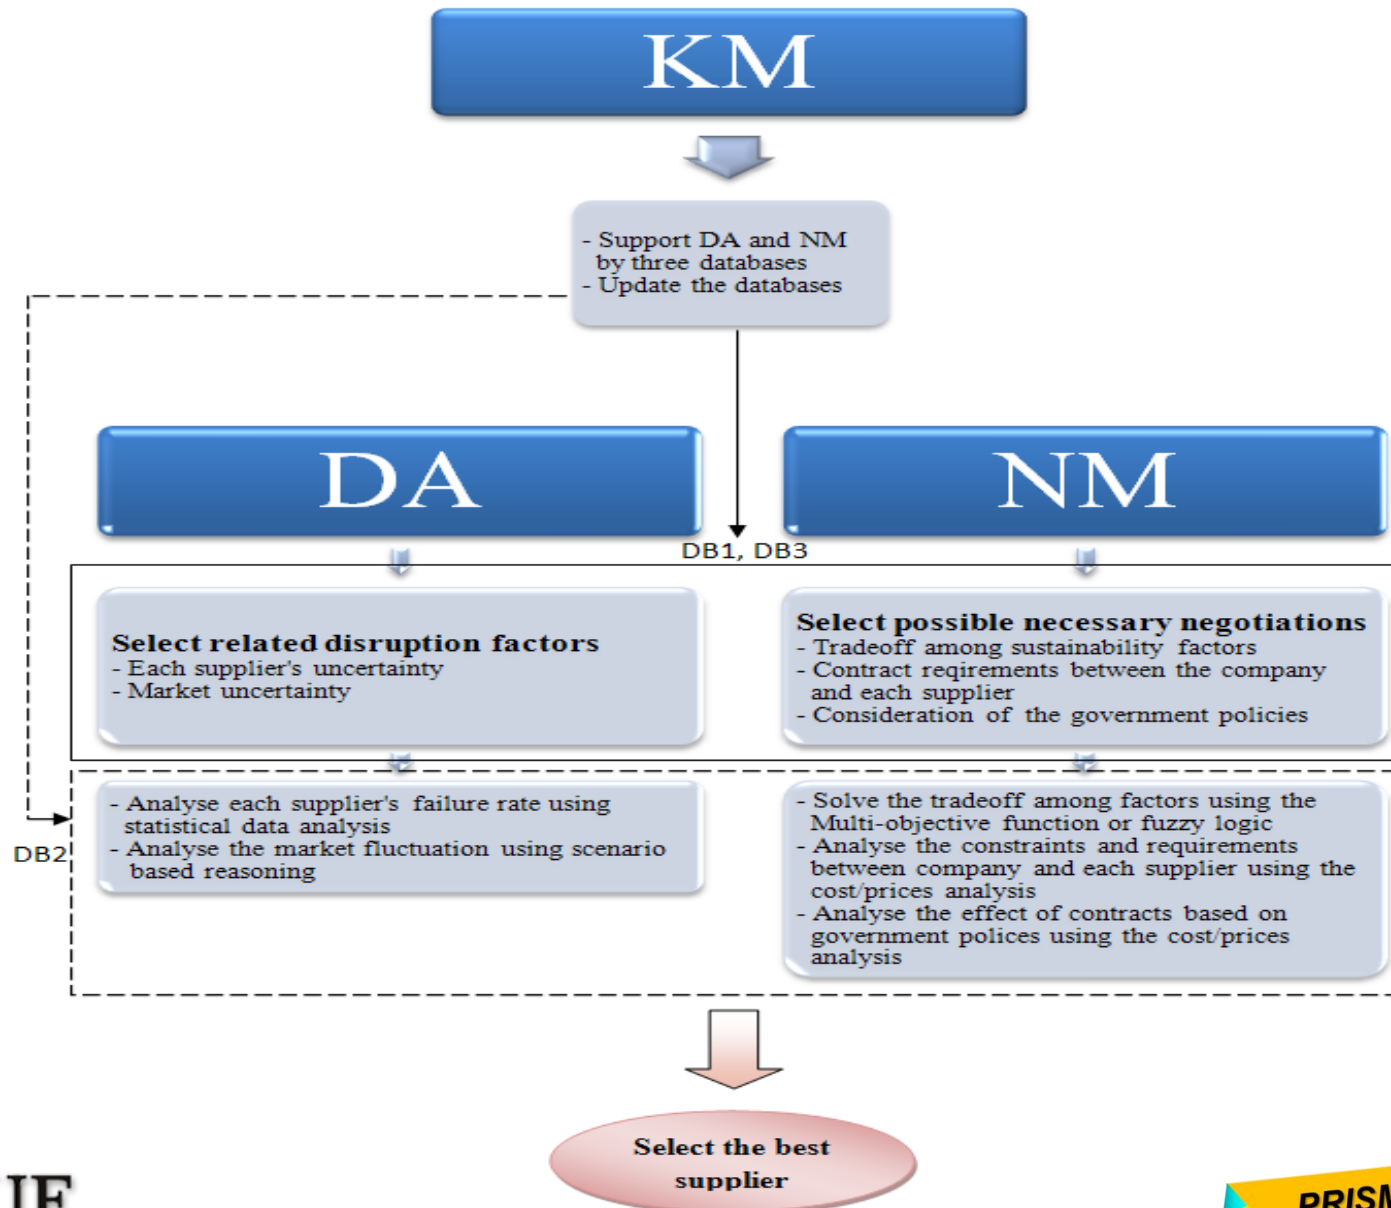 KM
- Support DA and NM
by three databases
- Update the databases
DA
NM
DB1, DB3
Select related disruption factors
- Each supplier's uncertainty
- Market uncertainty
Select possible necessary negotiations
- Tradeoff among sustainability factors
- Contract reqirements between the company
and each supplier
- Consideration of the government policies
DB2
- Analyse each supplier's failure rate using
statistical data analysis
- Analyse the market fluctuation using scenario
based reasoning
- Solve the tradeoff among factors using the
Multi-objective function or fuzzy logic
- Analyse the constraints and requirements
between company and each supplier using the
cost/prices analysis
- Analyse the effect of contracts based on
government polices using the cost/prices
analysis
Select the best
supplier
PRISM